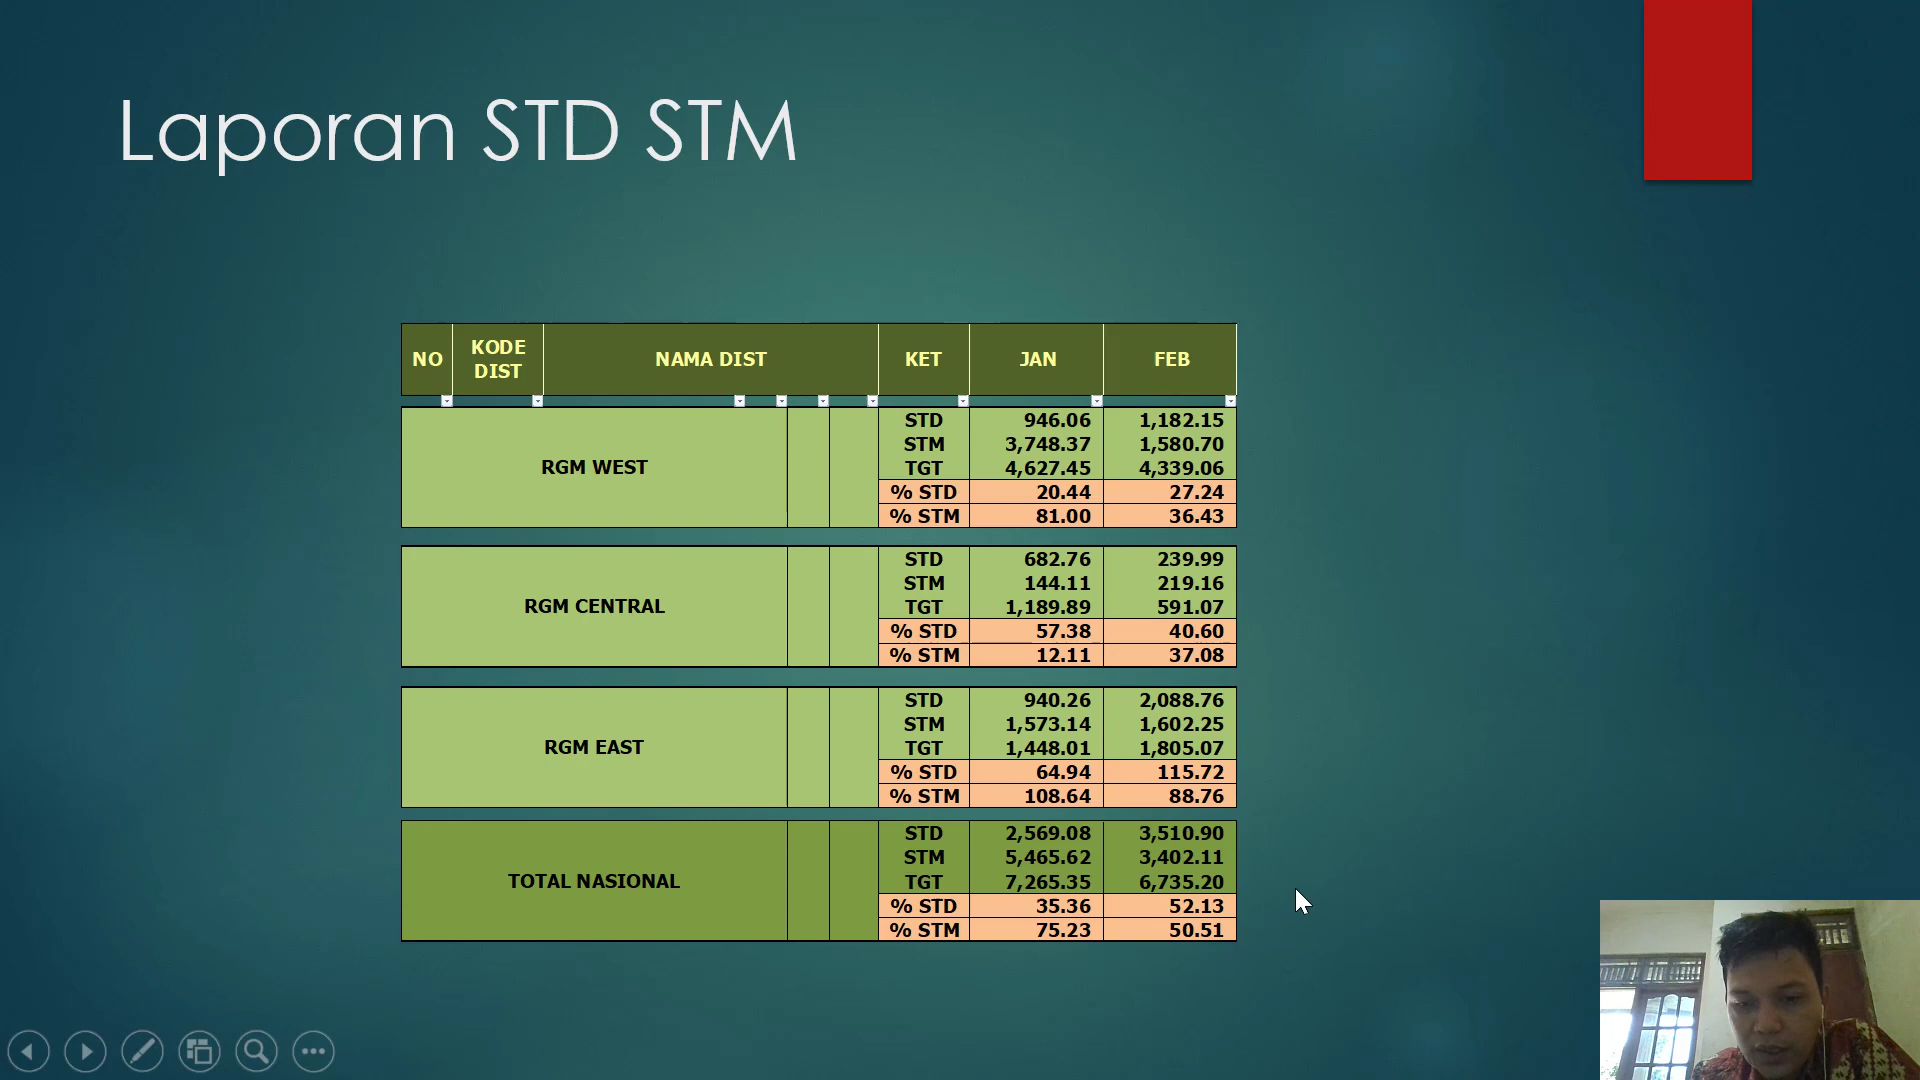 Laporan STD STM
NO KODE DIST NAMA DIST KET JAN FEB
RGM WEST
STD 946.06 1,182.15
STM 3,748.37 1,580.70
TGT 4,627.45 4,339.06
% STD 20.44 27.24
% STM 81.00 36.43
RGM CENTRAL
STD 682.76 239.99
STM 144.11 219.16
TGT 1,189.89 591.07
% STD 57.38 40.60
% STM 12.11 37.08
RGM EAST
STD 940.26 2,088.76
STM 1,573.14 1,602.25
TGT 1,448.01 1,805.07
% STD 64.94 115.72
% STM 108.64 88.76
TOTAL NASIONAL
STD 2,569.08 3,510.90
STM 5,465.62 3,402.11
TGT 7,265.35 6,735.20
% STD 35.36 52.13
% STM 75.23 50.51